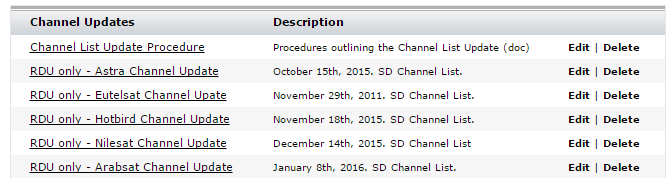 Channel Updates Description
Channel List Update Procedure Procedures outlining the Channel List Update (doc) Edit | Delete
RDU only - Astra Channel Update October 15th, 2015. SD Channel List. Edit | Delete
RDU only - Eutelsat Channel Upate November 29th, 2011. SD Channel List. Edit | Delete
RDU only - Hotbird Channel Update November 18th, 2015. SD Channel List. Edit | Delete
RDU only - Nilesat Channel Update December 14th, 2015. SD Channel List Edit | Delete
RDU only - Arabsat Channel Update January 8th, 2016. SD Channel List. Edit | Delete